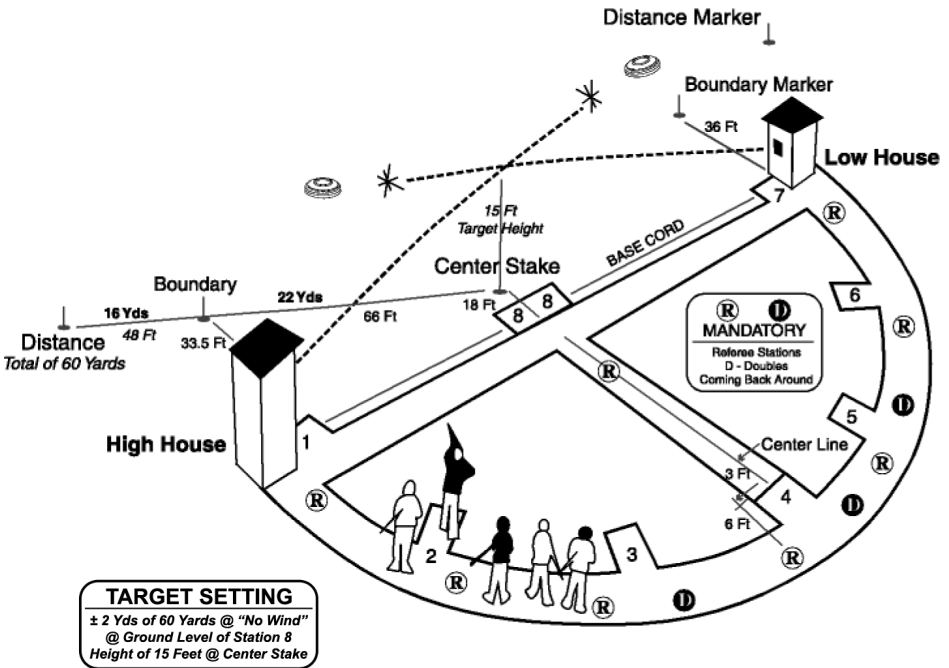 Distance Marker
Boundary Marker
36 Ft
Low House
7
R
15 Ft
Target Height
BASE CORD
Center Stake
Boundary
22 Yds
16 Yds
18 Ft
8
8
66 Ft
48 Ft
33.5 Ft
Distance
Total of 60 Yards
6
R
R D
MANDATORY
Referee Stations
D - Doubles
Coming Back Around
R
D
5
High House
1
Center Line
R
3 Ft
4
D
6 Ft
R
2
3
R
R
R
D
TARGET SETTING
± 2 Yds of 60 Yards @ “No Wind”
@ Ground Level of Station 8
Height of 15 Feet @ Center Stake